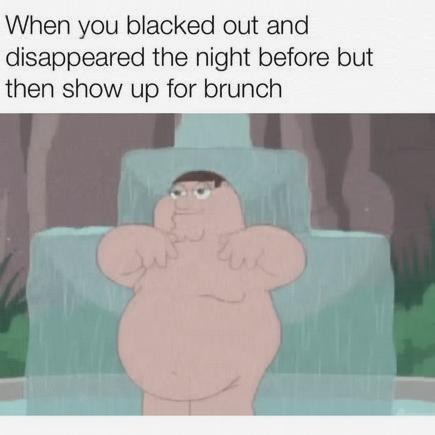 When you blacked out and
disappeared the night before but
then show up for brunch